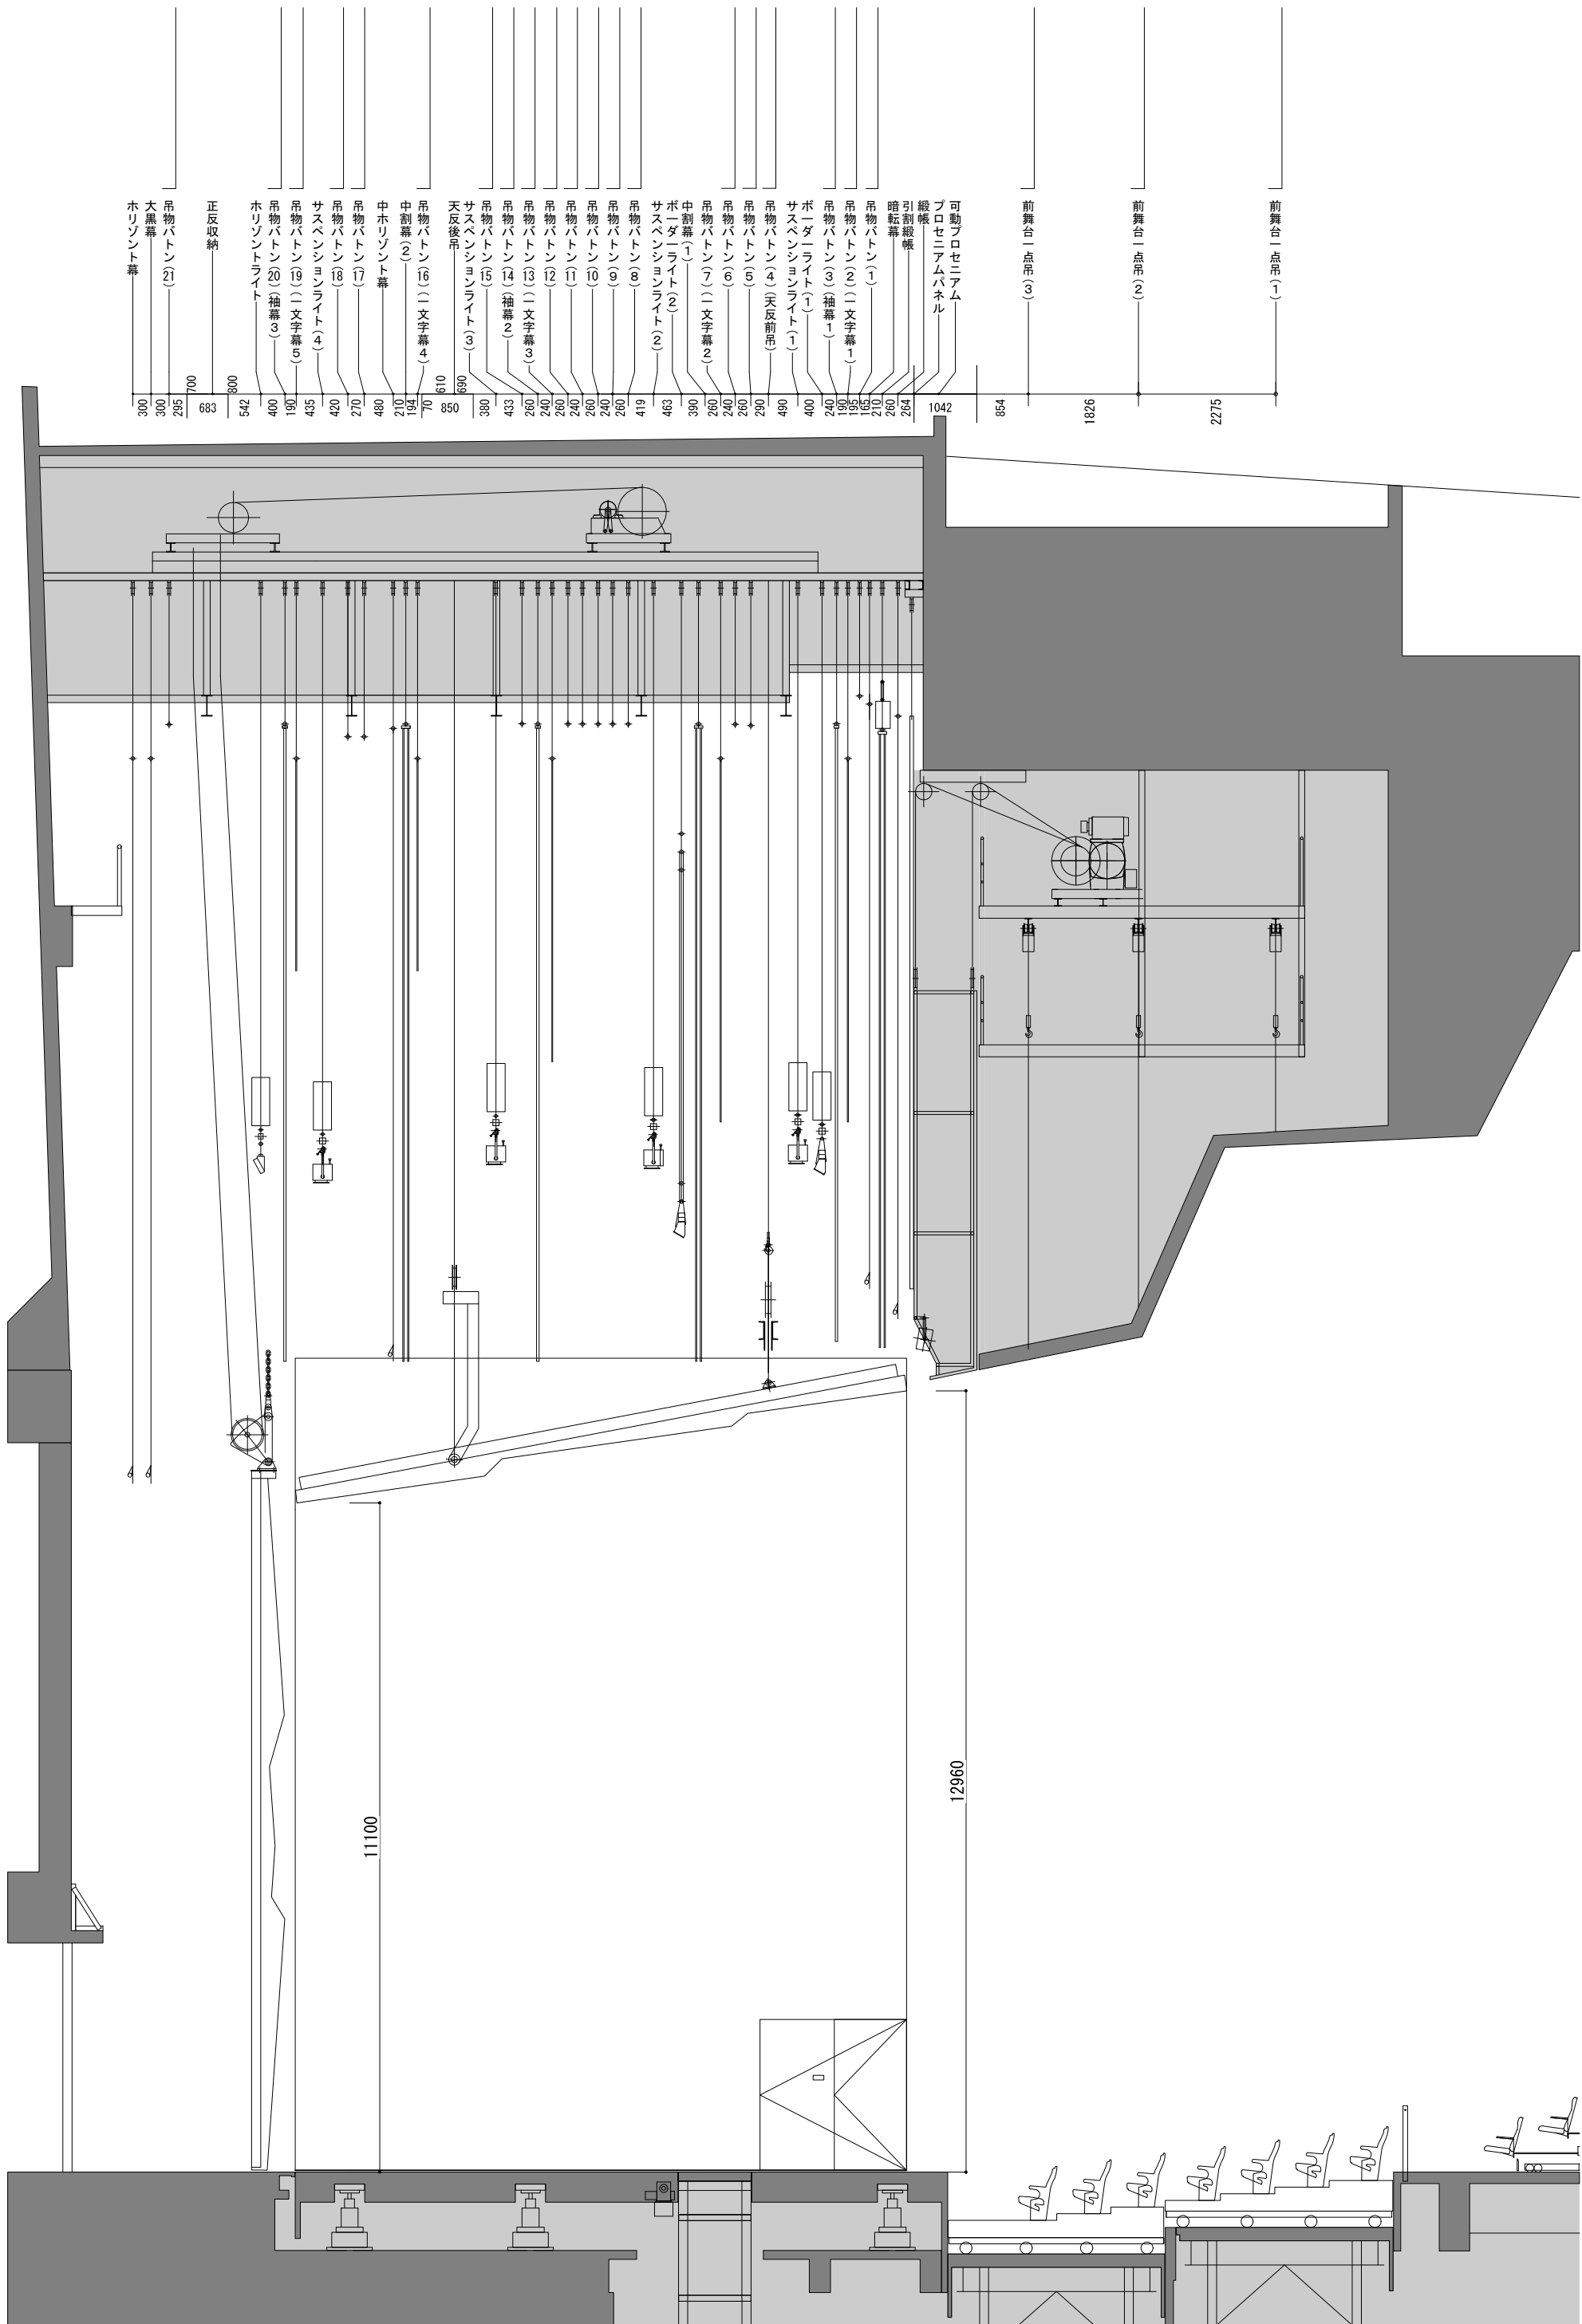 ホリゾント幕
大黒幕
吊物バトン(21)
正反収納
ホリゾントライト
吊物バトン(20)(袖幕3)
吊物バトン(19)(一文字幕5)
サスペンションライト(4)
吊物バトン(18)
吊物バトン(17)
中ホリゾント幕
中割幕(2)
吊物バトン(16)(一文字幕4)
天反後吊
サスペンションライト(3)
吊物バトン(15)
吊物バトン(14)(袖幕2)
吊物バトン(13)(一文字幕3)
吊物バトン(12)
吊物バトン(11)
吊物バトン(10)
吊物バトン(9)
吊物バトン(8)
サスペンションライト(2)
ボーダーライト(2)
中割幕(1)
吊物バトン(7)(一文字幕2)
吊物バトン(6)
吊物バトン(5)
吊物バトン(4)(天反前吊)
サスペンションライト(1)
ボーダーライト(1)
吊物バトン(3)(袖幕1)
吊物バトン(2)(一文字幕1)
吊物バトン(1)
暗転幕
引割緞帳
緞帳
プロセニアムパネル
可動プロセニアム
前舞台一点吊(3)
前舞台一点吊(2)
前舞台一点吊(1)
300
300
295
700
683
800
542
400
190
435
420
270
480
210
194
70
610
850
690
380
433
260
240
260
240
260
240
260
419
463
390
260
240
260
290
490
400
240
190
195
165
210
260
264
1042
854
1826
2275
11100
12960